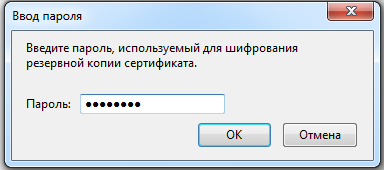 Ввод пароля
Введите пароль, используемый для шифрования
резервной копии сертификата.
Пароль: ●●●●●●●●
OK Отмена